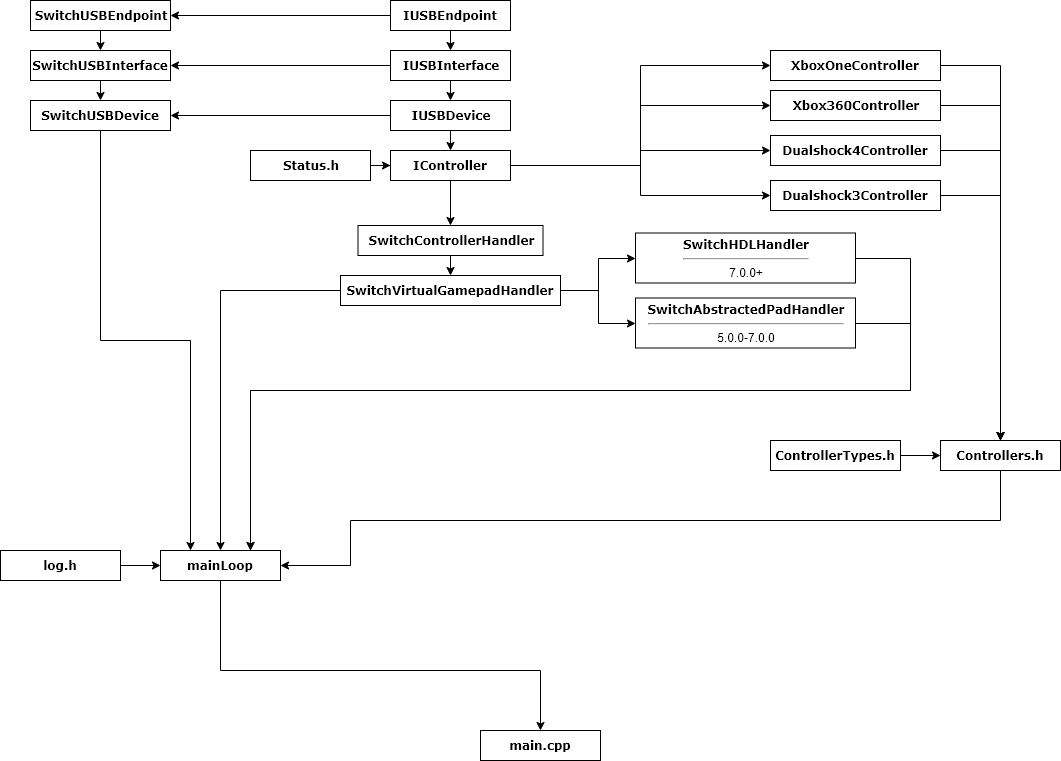 SwitchUSBEndpoint
IUSBEndpoint
SwitchUSBInterface
IUSBInterface
XboxOneController
SwitchUSBDevice
IUSBDevice
Xbox360Controller
Dualshock4Controller
Status.h
IController
Dualshock3Controller
SwitchControllerHandler
SwitchHDLHandler
7.0.0+
SwitchVirtualGamepadHandler
SwitchAbstractedPadHandler
5.0.0-7.0.0
ControllerTypes.h
Controllers.h
log.h
mainLoop
main.cpp